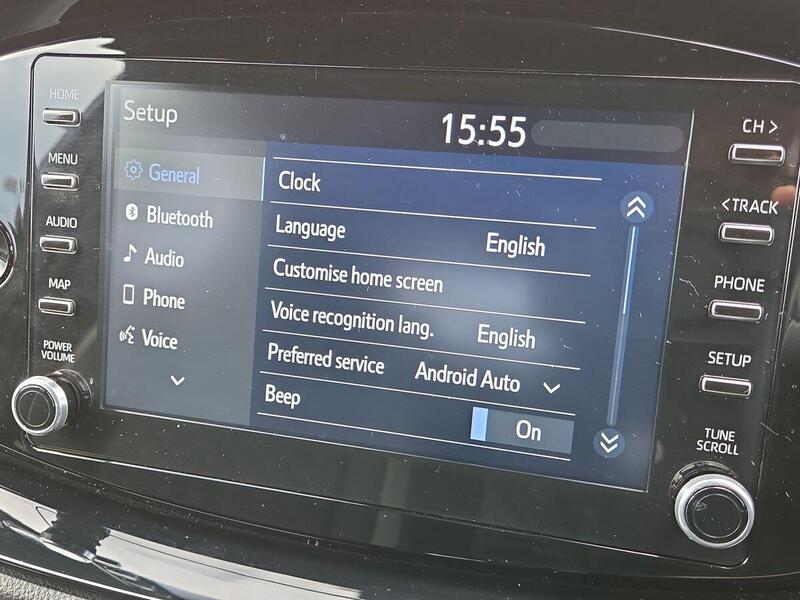 HOME
MENU
AUDIO
MAP
POWER
VOLUME
Setup
15:55
General
Bluetooth
Audio
Phone
Voice
Clock
Language English
Customise home screen
Voice recognition lang. English
Preferred service Android Auto
Beep On
CH >
< TRACK
PHONE
SETUP
TUNE
SCROLL